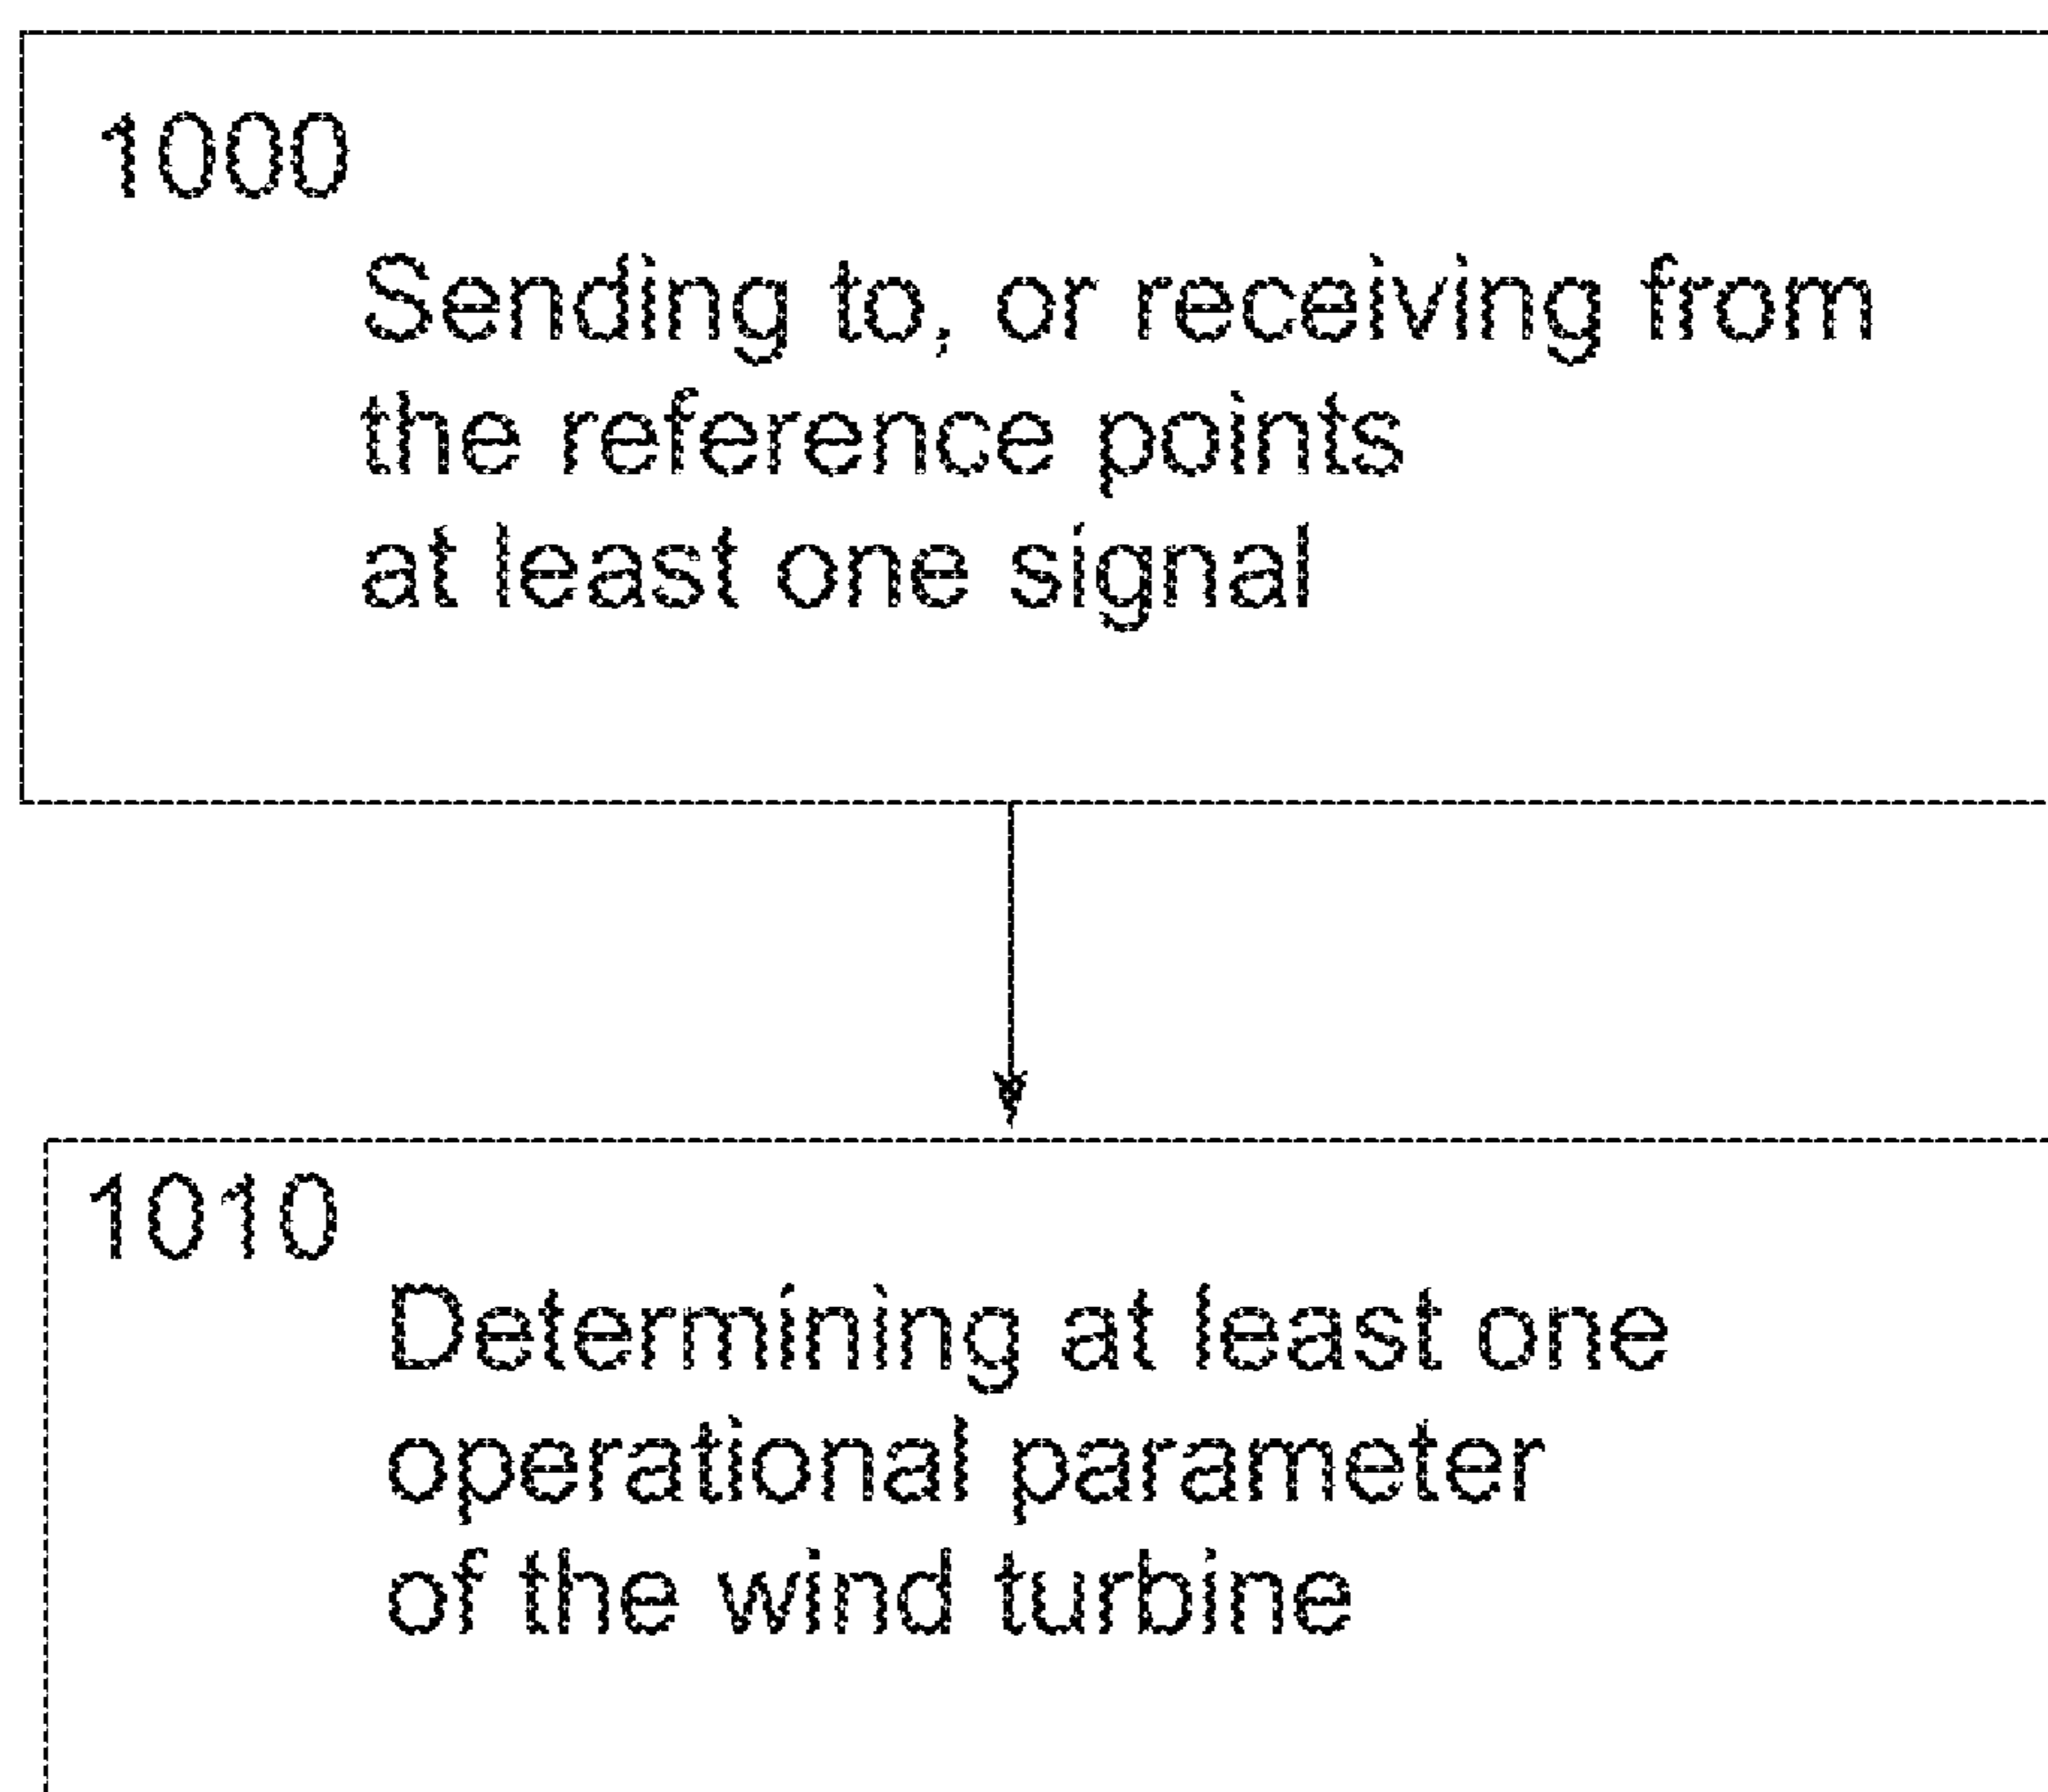 1000
Sending to, or receiving from
the reference points
at least one signal
1010
Determining at least one
operational parameter
of the wind turbine